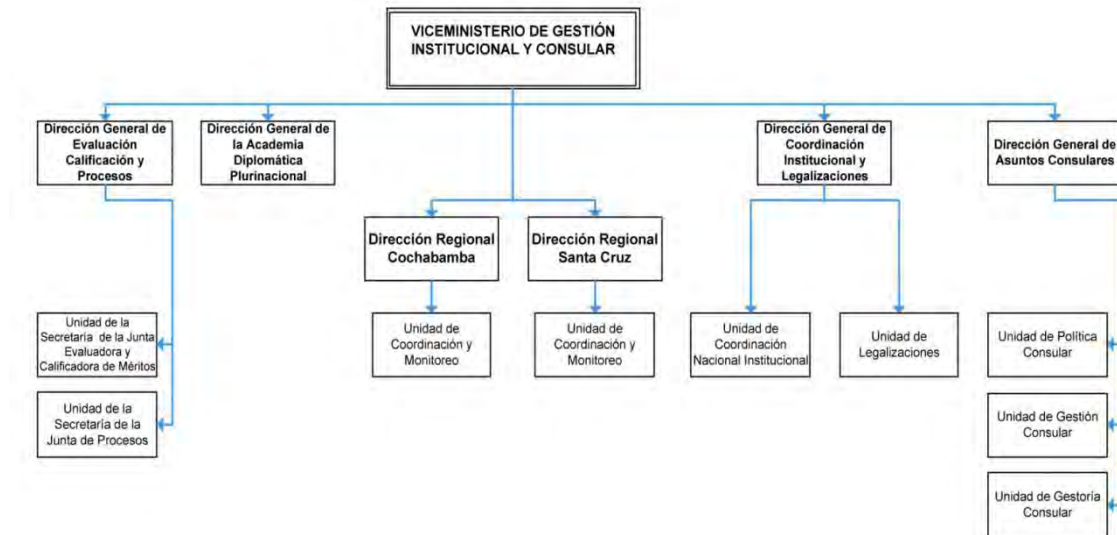 VICEMINISTERIO DE GESTIÓN
INSTITUCIONAL Y CONSULAR
Dirección General de
Evaluación
Calificación y
Procesos
Dirección General de
la Academia
Diplomática
Plurinacional
Dirección General de
Coordinación
Institucional y
Legalizaciones
Dirección General de
Asuntos Consulares
Dirección Regional
Cochabamba
Dirección Regional
Santa Cruz
Unidad de la
Secretaría de la Junta
Evaluadora y
Calificadora de Méritos
Unidad de
Coordinación y
Monitoreo
Unidad de
Coordinación y
Monitoreo
Unidad de
Coordinación
Nacional Institucional
Unidad de
Legalizaciones
Unidad de Política
Consular
Unidad de la
Secretaría de la
Junta de Procesos
Unidad de Gestión
Consular
Unidad de Gestoría
Consular